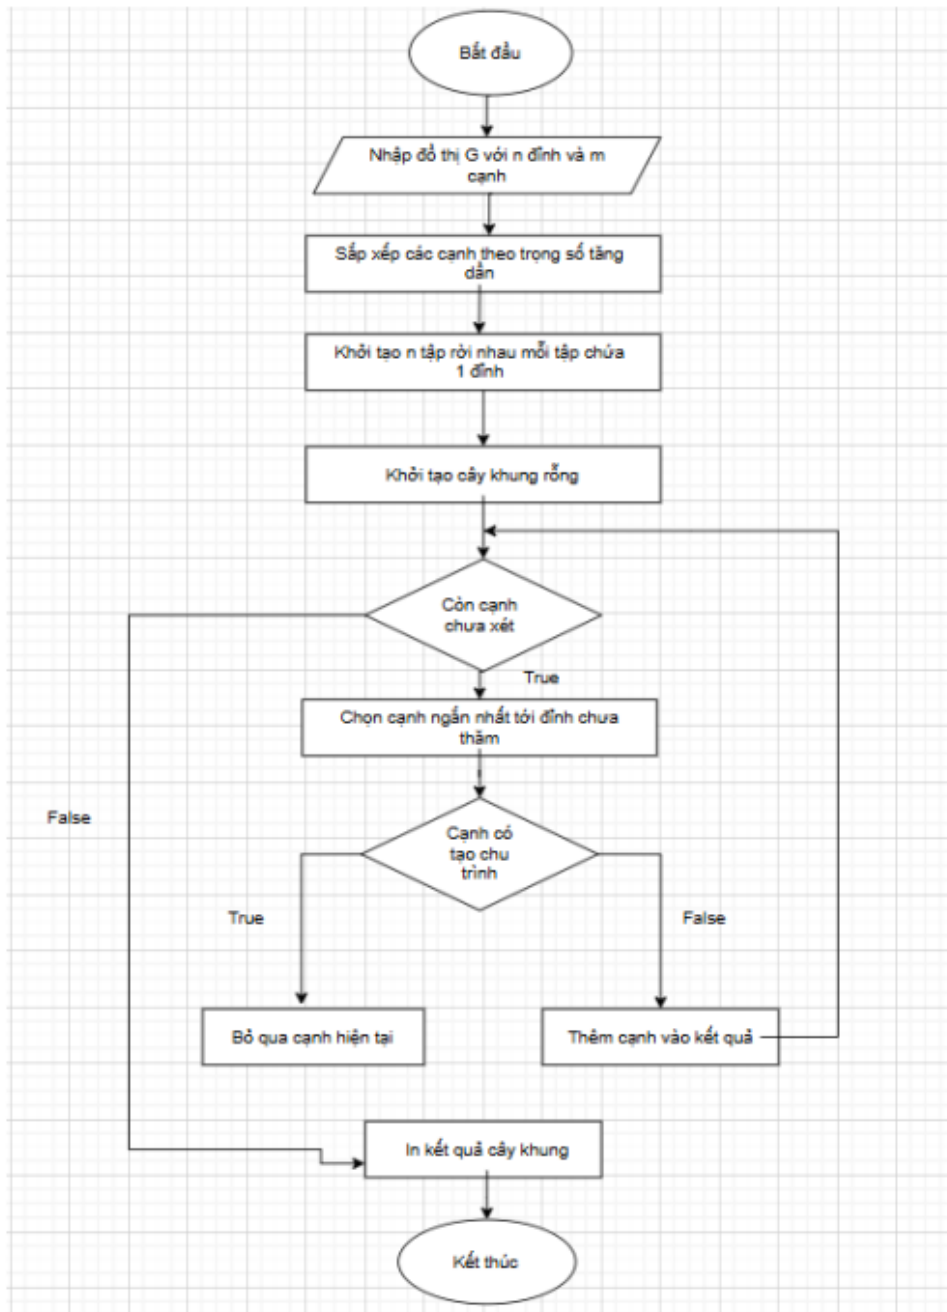 Bắt đầu
Nhập đồ thị G với n đỉnh và m
cạnh
Sắp xếp các cạnh theo trọng số tăng
dần
Khởi tạo n tập rời nhau mỗi tập chứa
1 đỉnh
Khởi tạo cây khung rỗng
Còn cạnh
chưa xét
True
Chọn cạnh ngắn nhất tới đỉnh chưa
thăm
False
Cạnh có
tạo chu
trình
True
False
Bỏ qua cạnh hiện tại
Thêm cạnh vào kết quả
In kết quả cây khung
Kết thúc